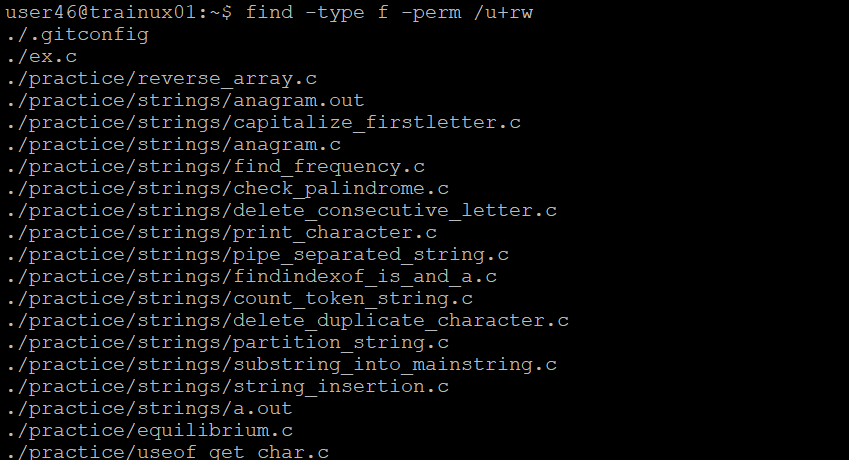 user46@trainux01:~$ find -type f -perm /u+rw
./.gitconfig
./ex.c
./practice/reverse_array.c
./practice/strings/anagram.out
./practice/strings/capitalize_firstletter.c
./practice/strings/anagram.c
./practice/strings/find_frequency.c
./practice/strings/check_palindrome.c
./practice/strings/delete_consecutive_letter.c
./practice/strings/print_character.c
./practice/strings/pipe_separated_string.c
./practice/strings/findindexof_is_and_a.c
./practice/strings/count_token_string.c
./practice/strings/delete_duplicate_character.c
./practice/strings/partition_string.c
./practice/strings/substring_into_mainstring.c
./practice/strings/string_insertion.c
./practice/strings/a.out
./practice/equilibrium.c
./practice/useof_get_char.c